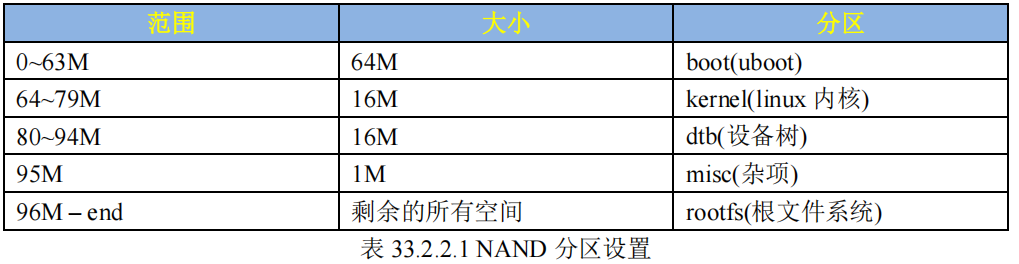 范围 大小 分区
0~63M 64M boot(uboot)
64~79M 16M kernel(linux 内核)
80~94M 16M dtb(设备树)
95M 1M misc(杂项)
96M – end 剩余的所有空间 rootfs(根文件系统)
表 33.2.2.1 NAND 分区设置